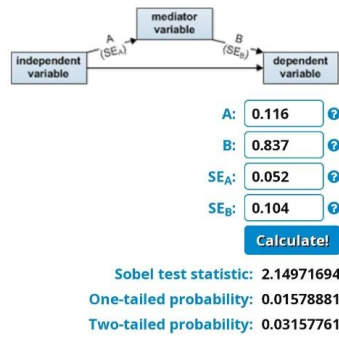 mediator
variable
A
(SEA)
B
(SEB)
independent
variable
dependent
variable
A: 0.116 ?
B: 0.837 ?
SEA: 0.052 ?
SEB: 0.104 ?
Calculate!
Sobel test statistic: 2.14971694
One-tailed probability: 0.01578881
Two-tailed probability: 0.03157761